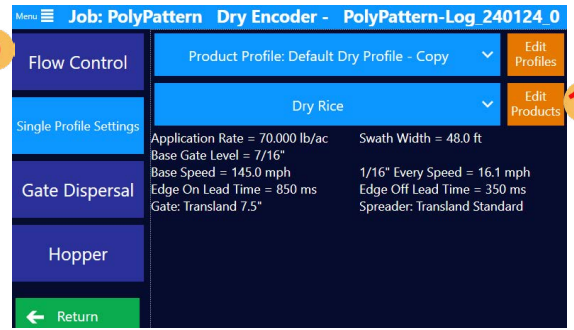 Menu Job: PolyPattern Dry Encoder - PolyPattern-Log_240124_0
Flow Control
Product Profile: Default Dry Profile - Copy
Edit Profiles
Single Profile Settings
Dry Rice
Edit Products
Application Rate = 70.000 lb/ac Swath Width = 48.0 ft
Base Gate Level = 7/16"
Base Speed = 145.0 mph 1/16" Every Speed = 16.1 mph
Edge On Lead Time = 850 ms Edge Off Lead Time = 350 ms
Gate: Transland 7.5" Spreader: Transland Standard
Gate Dispersal
Hopper
Return